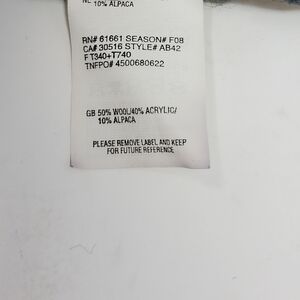 NL 10% ALPACA
RN# 61661 SEASON# F08
CA# 30516 STYLE# AB42
F T340+T740
TNFPO# 4500680622
GB 50% WOOL/40% ACRYLIC/
10% ALPACA
PLEASE REMOVE LABEL AND KEEP
FOR FUTURE REFERENCE